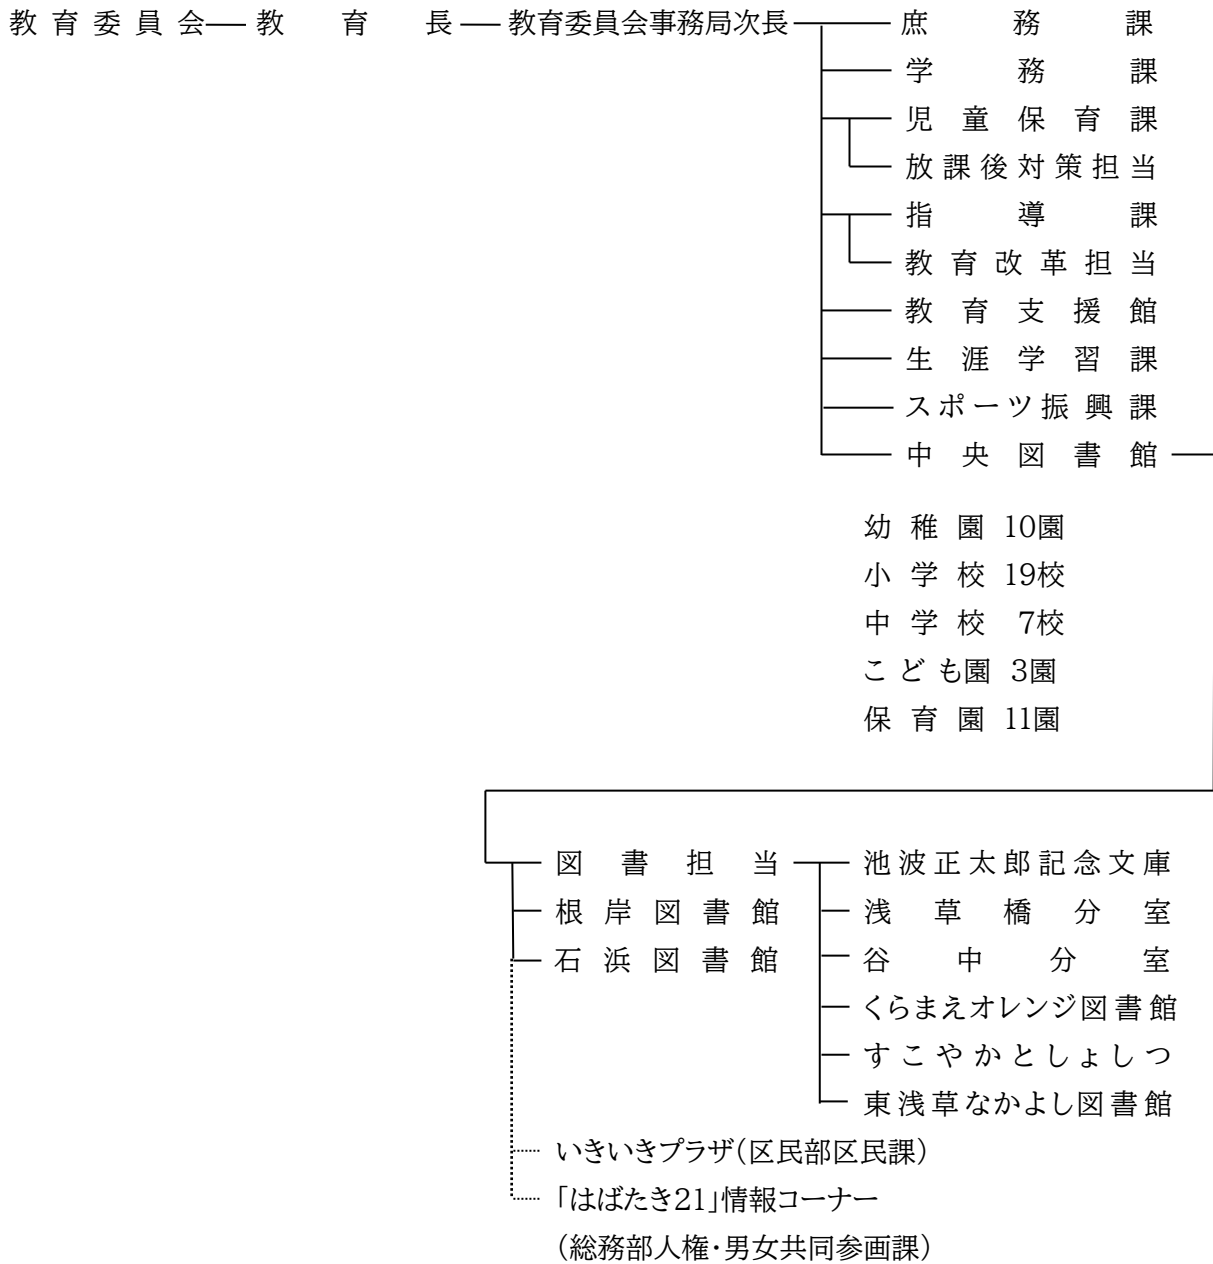 教育委員会 教育長 教育委員会事務局次長 庶務課
学務課
児童保育課
放課後対策担当
指導課
教育改革担当
教育支援館
生涯学習課
スポーツ振興課
中央図書館
幼稚園 10園
小学校 19校
中学校 7校
こども園 3園
保育園 11園
図書担当 池波正太郎記念文庫
根岸図書館 浅草橋分室
石浜図書館 谷中分室
くらまえオレンジ図書館
すこやかとしょしつ
東浅草なかよし図書館
いきいきプラザ(区民部区民課)
「はばたき21」情報コーナー
(総務部人権・男女共同参画課)